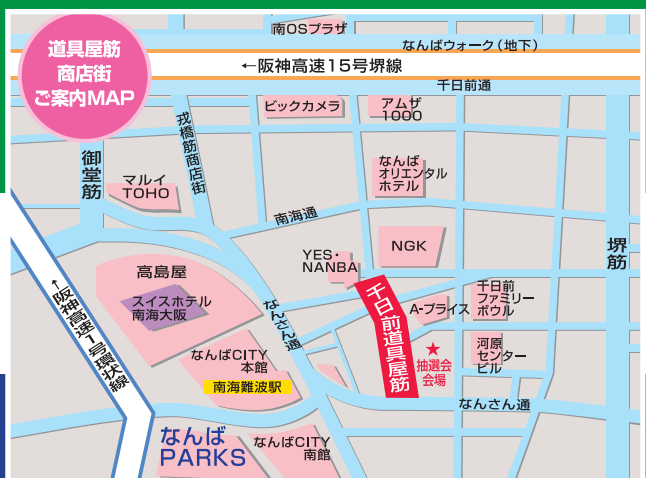 道具屋筋
商店街
ご案内MAP
南OSプラザ
なんばウォーク（地下）
←阪神高速15号堺線
千日前通
ビックカメラ
アムザ
1000
戎橋筋商店街
御堂筋
マルイ
TOHO
なんば
オリエンタル
ホテル
南海通
NGK
堺筋
YES・
NANBA
高島屋
スイスホテル
南海大阪
←阪神高速1号環状線
なんさん通
千日前道具屋筋
A-プライス
千日前
ファミリー
ボウル
★
抽選会
会場
河原
センター
ビル
なんばCITY
本館
南海難波駅
なんさん通
なんば
PARKS
なんばCITY
南館